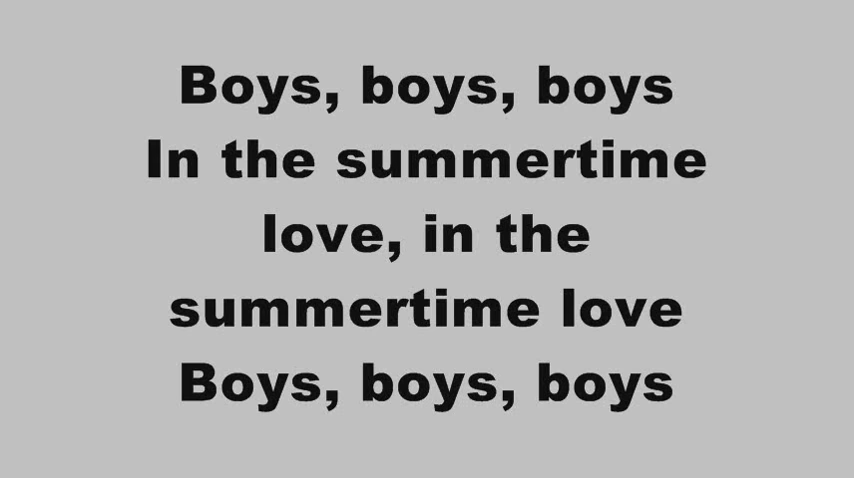 Boys, boys, boys
In the summertime
love, in the
summertime love
Boys, boys, boys